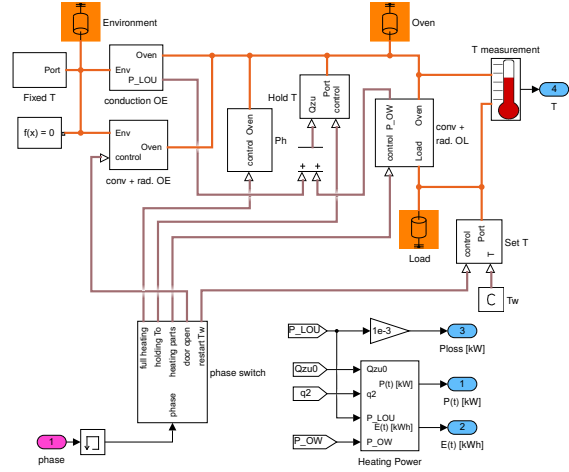 Environment
Oven
T measurement
Port
Fixed T
Env
Oven
P_LOU
conduction OE
Hold T
Qzu
Port
control
4
T
f(x) = 0
Env
control
Oven
conv + rad. OE
control Oven
Ph
control P_OW
Load
Oven
conv +
rad. OL
+
+
Load
control
Port
T
Set T
C
Tw
full heating
holding To
heating parts
door open
restart Tw
phase
phase switch
P_LOU
1e-3
3
Ploss [kW]
Qzu0
q2
P_OW
Qzu0
q2
P_LOU
P_OW
P(t) [kW]
E(t) [kWh]
Heating Power
1
P(t) [kW]
2
E(t) [kWh]
1
phase